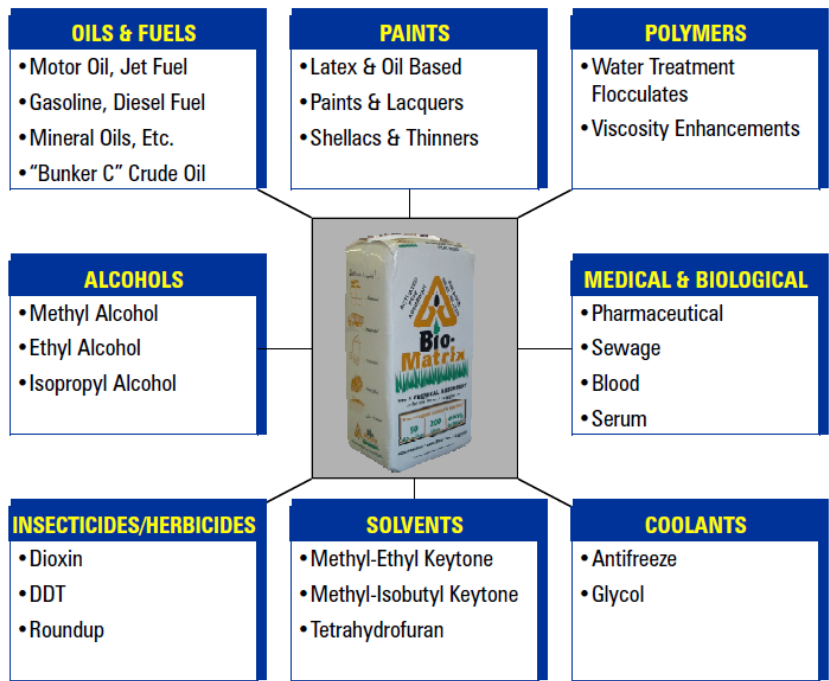 OILS & FUELS
•Motor Oil, Jet Fuel
•Gasoline, Diesel Fuel
•Mineral Oils, Etc.
•“Bunker C” Crude Oil
PAINTS
•Latex & Oil Based
•Paints & Lacquers
•Shellacs & Thinners
POLYMERS
•Water Treatment
Flocculates
•Viscosity Enhancements
ALCOHOLS
•Methyl Alcohol
•Ethyl Alcohol
•Isopropyl Alcohol
Bio-
Matrix
50
200
MEDICAL & BIOLOGICAL
•Pharmaceutical
•Sewage
•Blood
•Serum
INSECTICIDES/HERBICIDES
•Dioxin
•DDT
•Roundup
SOLVENTS
•Methyl-Ethyl Keytone
•Methyl-Isobutyl Keytone
•Tetrahydrofuran
COOLANTS
•Antifreeze
•Glycol